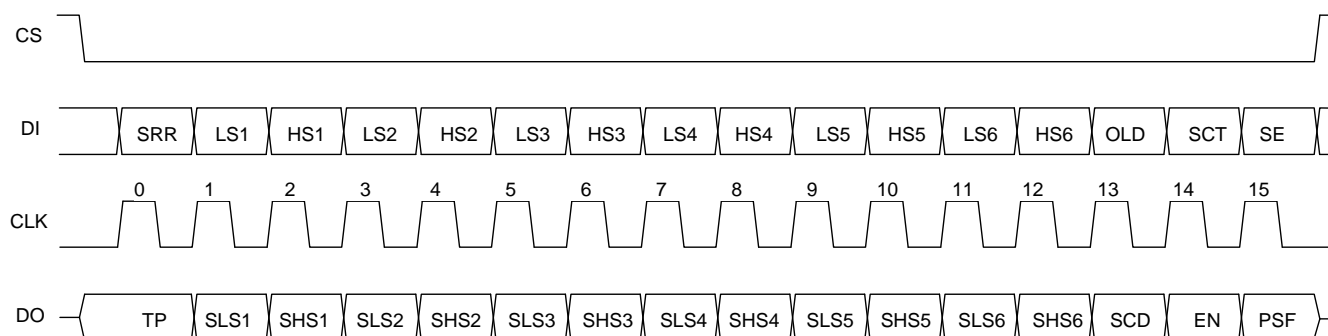 CS
DI SRR LS1 HS1 LS2 HS2 LS3 HS3 LS4 HS4 LS5 HS5 LS6 HS6 OLD SCT SE
0 1 2 3 4 5 6 7 8 9 10 11 12 13 14 15
CLK
DO TP SLS1 SHS1 SLS2 SHS2 SLS3 SHS3 SLS4 SHS4 SLS5 SHS5 SLS6 SHS6 SCD EN PSF